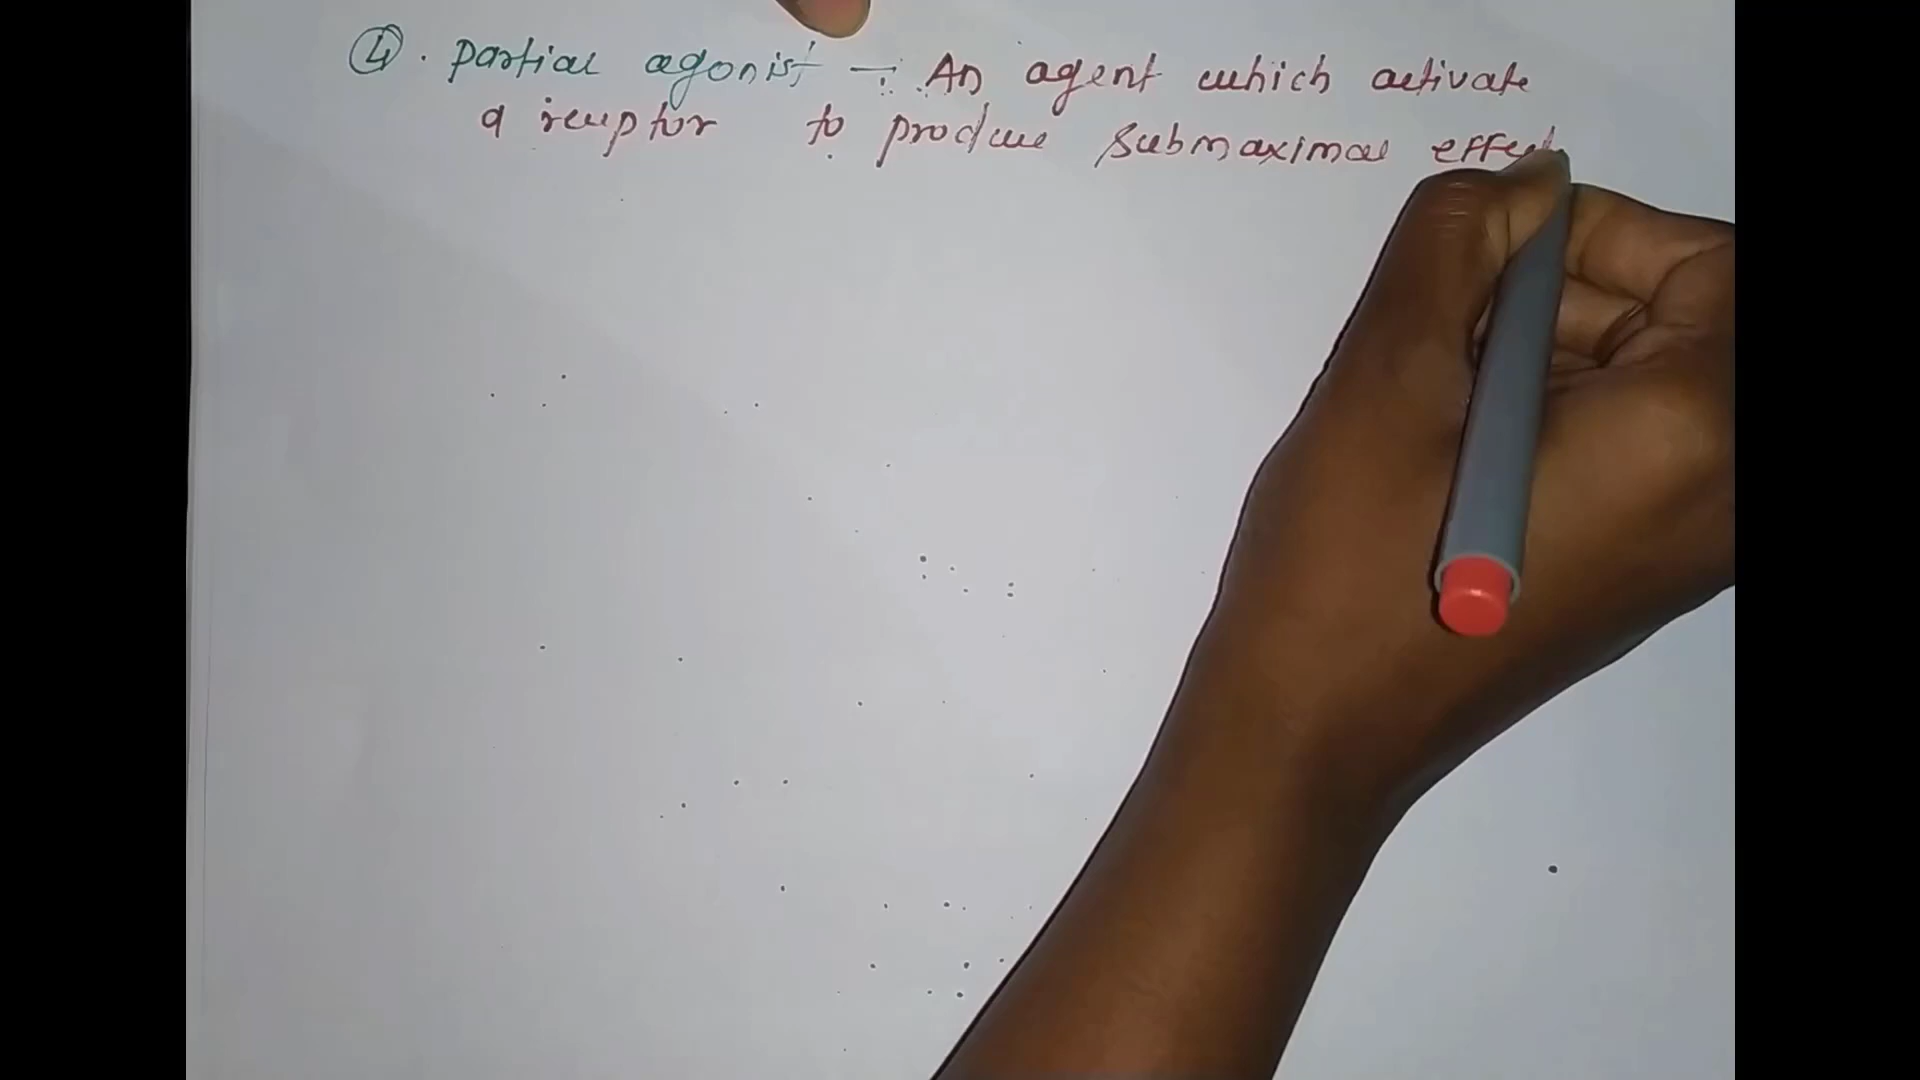 ④. Partial agonist - An agent which activate
a receptor to produce submaximal effect